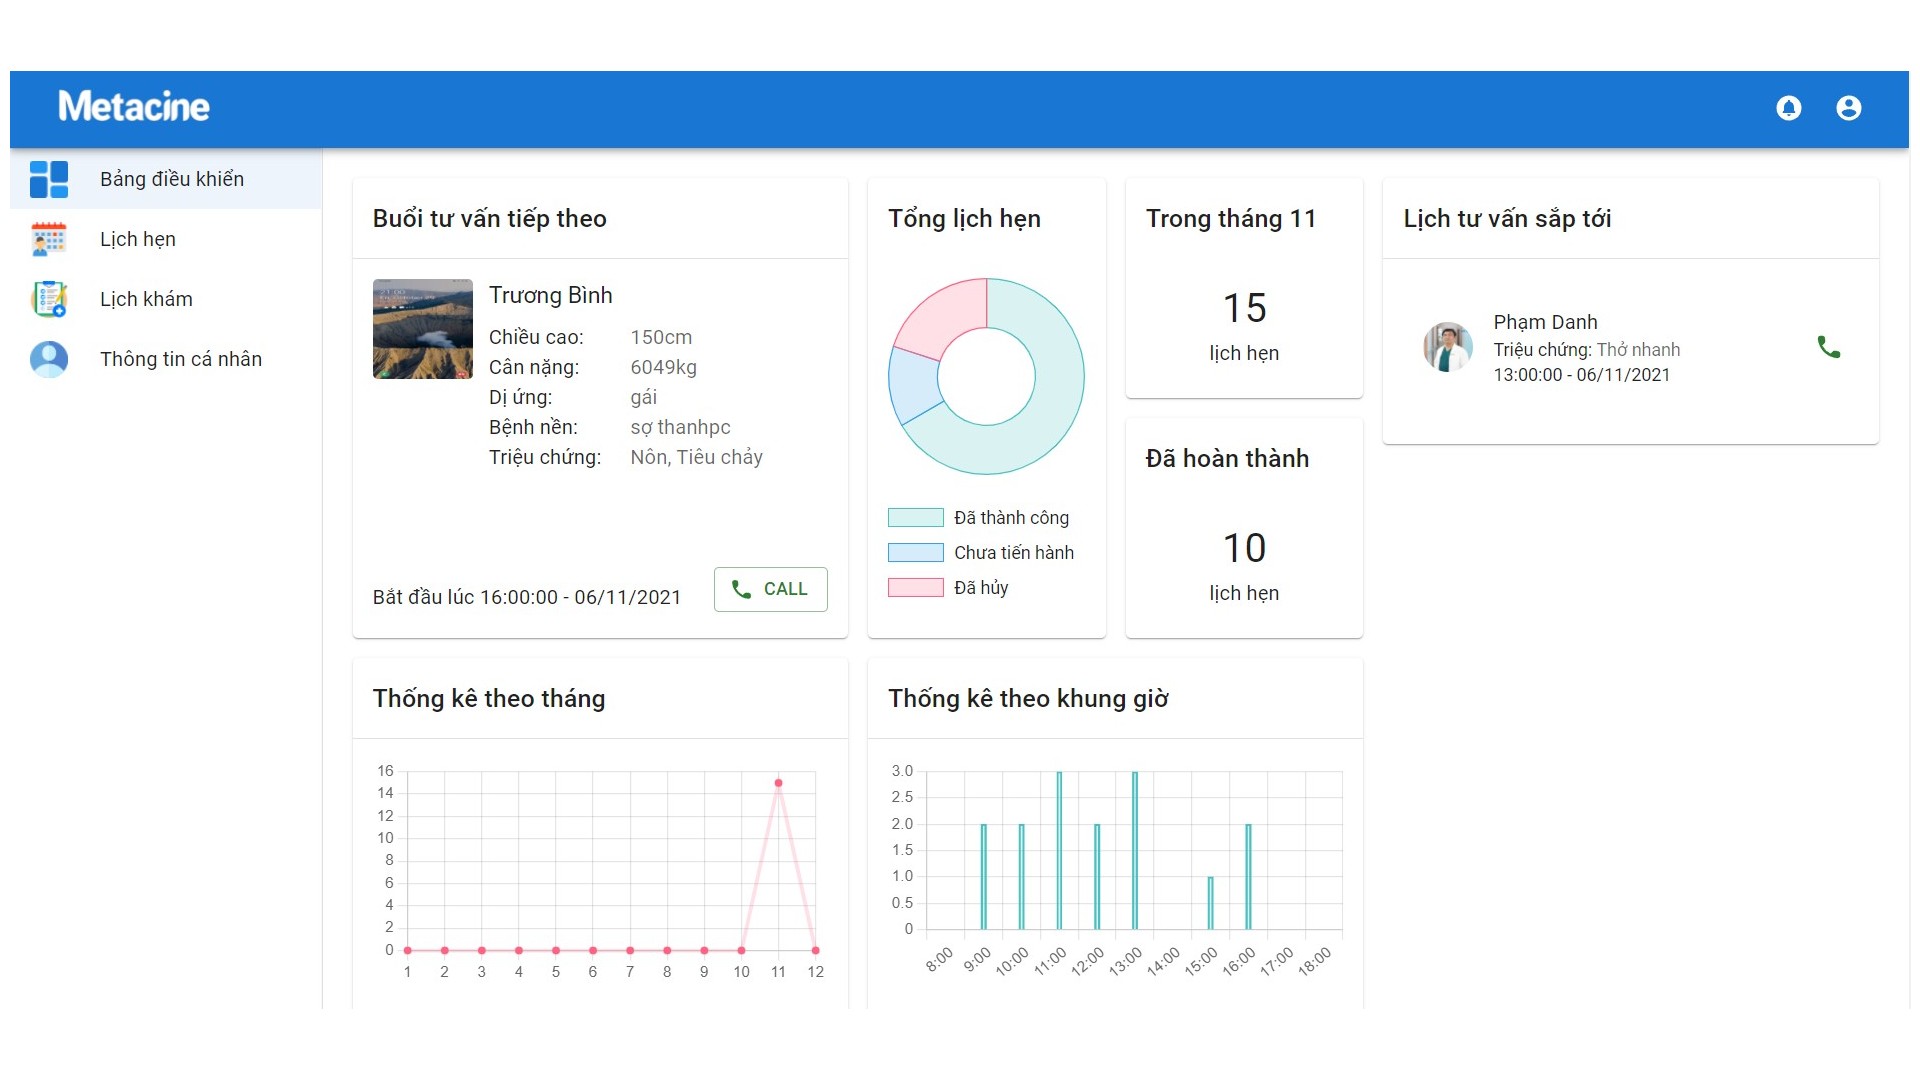 Metacine
Bảng điều khiển
Lịch hẹn
Lịch khám
Thông tin cá nhân
Buổi tư vấn tiếp theo
Trương Bình
Chiều cao: 150cm
Cân nặng: 6049kg
Dị ứng: gái
Bệnh nền: sợ thanhpc
Triệu chứng: Nôn, Tiêu chảy
Bắt đầu lúc 16:00:00 - 06/11/2021
CALL
Tổng lịch hẹn
Đã thành công
Chưa tiến hành
Đã hủy
Trong tháng 11
15
lịch hẹn
Đã hoàn thành
10
lịch hẹn
Lịch tư vấn sắp tới
Phạm Danh
Triệu chứng: Thở nhanh
13:00:00 - 06/11/2021
Thống kê theo tháng
16
14
12
10
8
6
4
2
0
1 2 3 4 5 6 7 8 9 10 11 12
Thống kê theo khung giờ
3.0
2.5
2.0
1.5
1.0
0.5
0
8:00 9:00 10:00 11:00 12:00 13:00 14:00 15:00 16:00 17:00 18:00